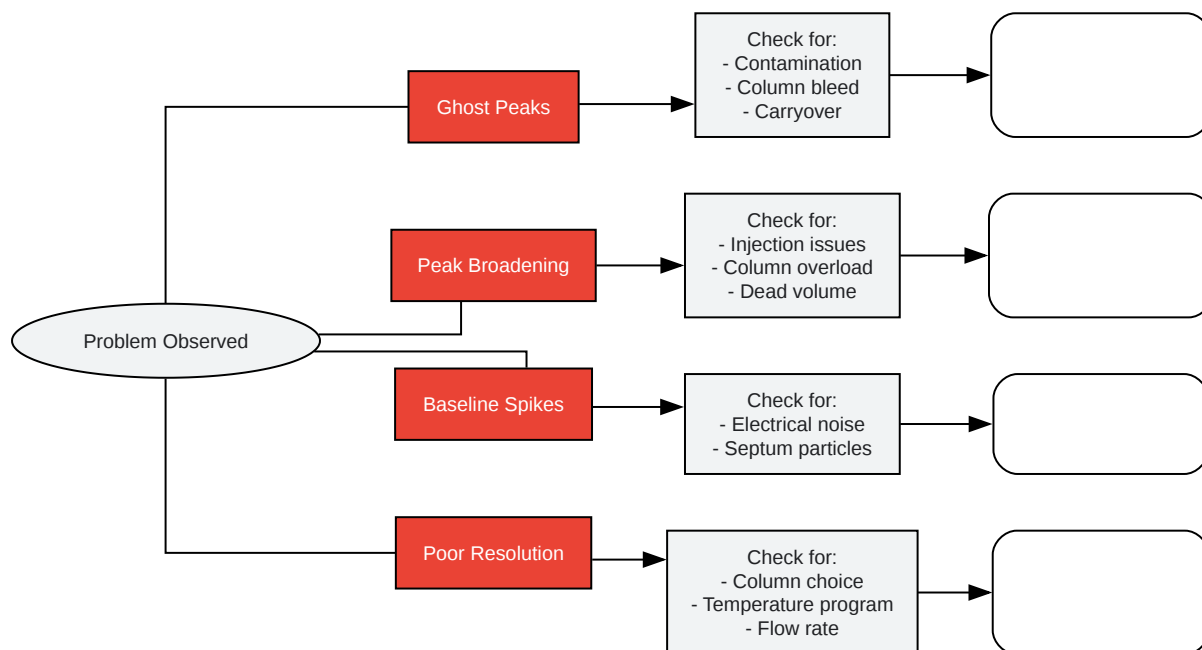 Problem Observed
Ghost Peaks
Check for:
- Contamination
- Column bleed
- Carryover
Peak Broadening
Check for:
- Injection issues
- Column overload
- Dead volume
Baseline Spikes
Check for:
- Electrical noise
- Septum particles
Poor Resolution
Check for:
- Column choice
- Temperature program
- Flow rate